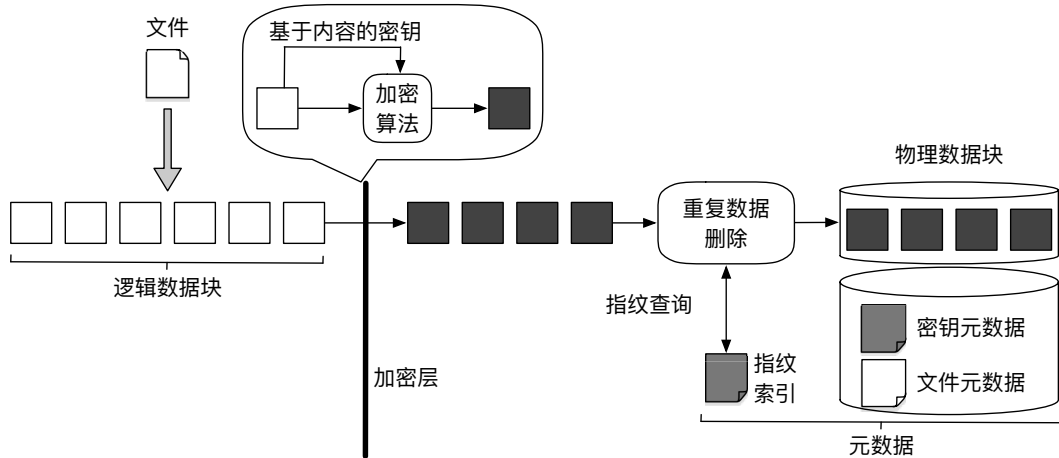 文件
基于内容的密钥
加密
算法
物理数据块
重复数据
删除
逻辑数据块
指纹查询
密钥元数据
加密层
指纹
索引
文件元数据
元数据